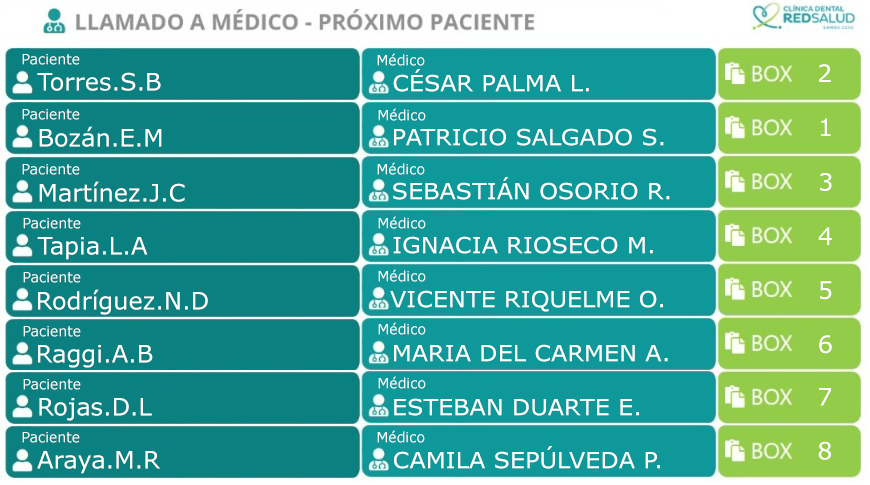 LLAMADO A MÉDICO - PRÓXIMO PACIENTE
CLÍNICA DENTAL
REDSALUD
Paciente Médico
Torres.S.B CÉSAR PALMA L. BOX 2
Paciente Médico
Bozán.E.M PATRICIO SALGADO S. BOX 1
Paciente Médico
Martínez.J.C SEBASTIÁN OSORIO R. BOX 3
Paciente Médico
Tapia.L.A IGNACIA RIOSECO M. BOX 4
Paciente Médico
Rodríguez.N.D VICENTE RIQUELME O. BOX 5
Paciente Médico
Raggi.A.B MARIA DEL CARMEN A. BOX 6
Paciente Médico
Rojas.D.L ESTEBAN DUARTE E. BOX 7
Paciente Médico
Araya.M.R CAMILA SEPÚLVEDA P. BOX 8